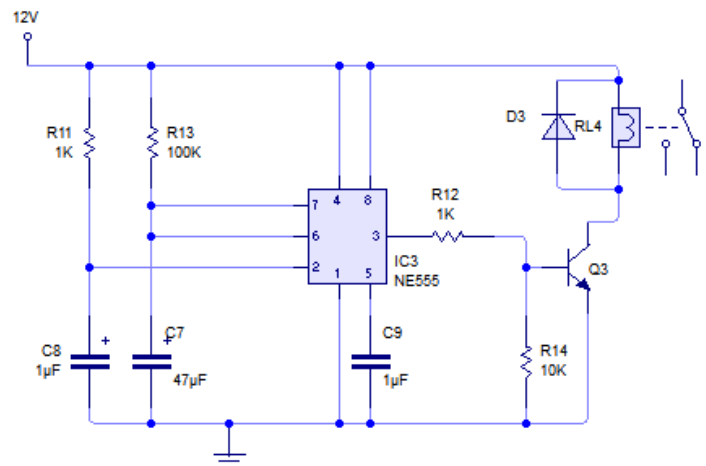 12V
R11
1K
R13
100K
D3
RL4
R12
1K
7
6
2
4
8
3
1
5
IC3
NE555
Q3
C8
1µF
C7
47µF
C9
1µF
R14
10K
+
+